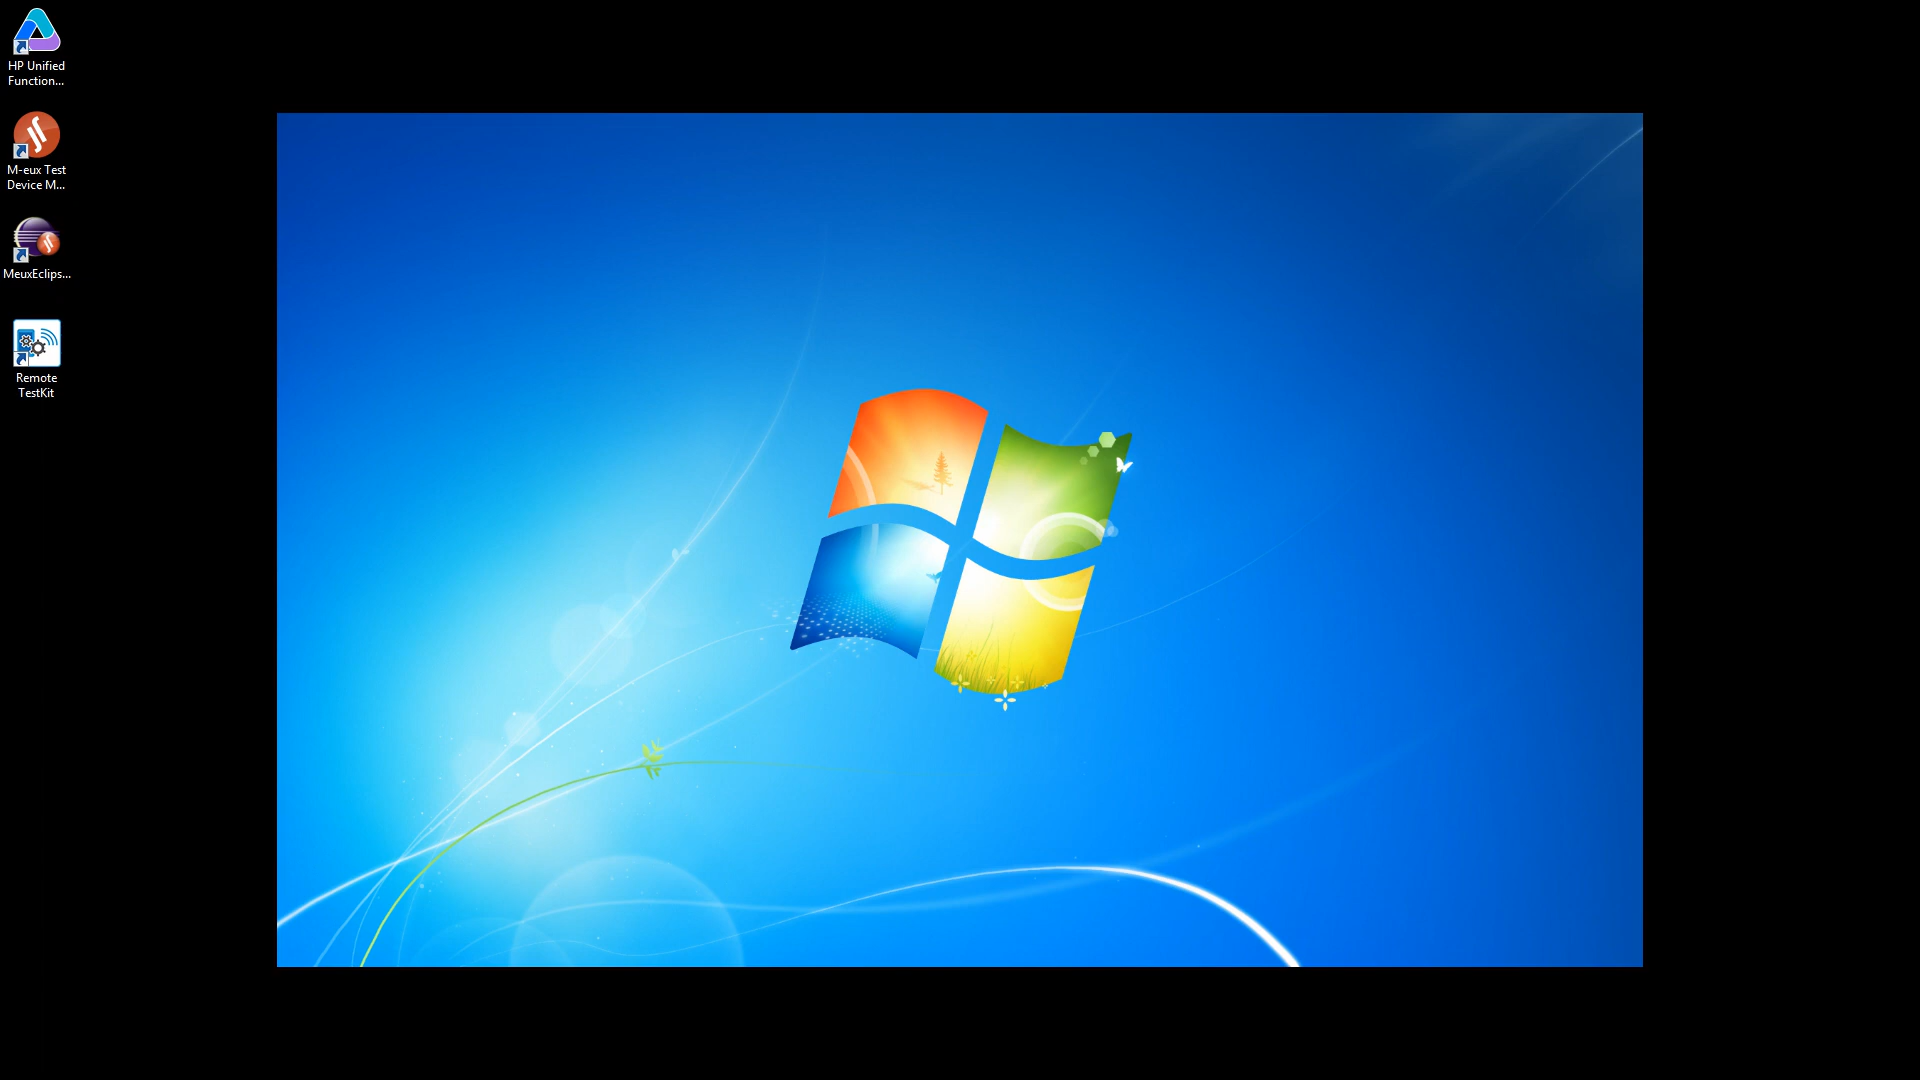 HP Unified
Function...
M-eux Test
Device M...
MeuxEclips...
Remote
TestKit